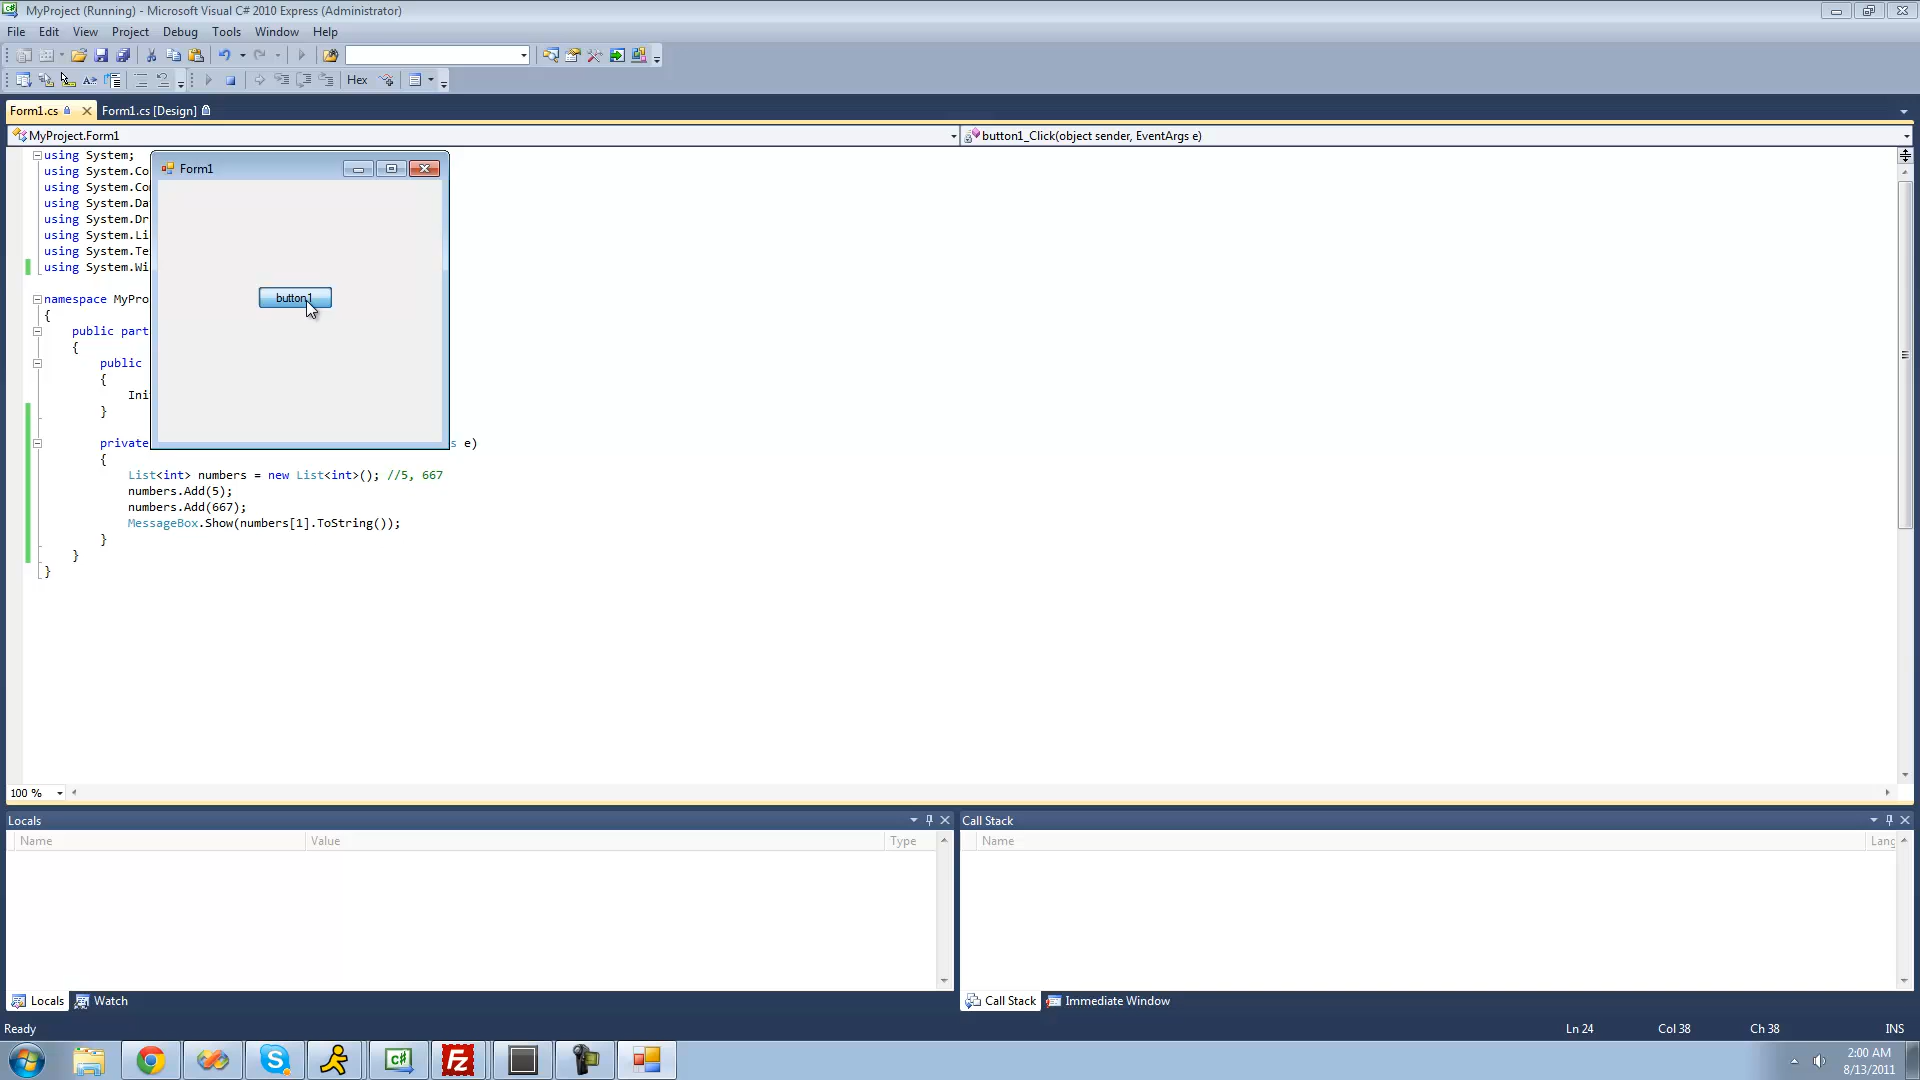 MyProject (Running) - Microsoft Visual C# 2010 Express (Administrator)
File Edit View Project Debug Tools Window Help
Hex
Form1.cs Form1.cs [Design]
MyProject.Form1 button1_Click(object sender, EventArgs e)
using System;
using System.Co
using System.Co
using System.Da
using System.Dr
using System.Li
using System.Te
using System.Wi
Form1
button1
namespace MyPro
{
public part
{
public
{
Ini
}
private s e)
{
List<int> numbers = new List<int>(); //5, 667
numbers.Add(5);
numbers.Add(667);
MessageBox.Show(numbers[1].ToString());
}
}
}
100 %
Locals
Name Value Type
Call Stack
Name Lang
Locals Watch
Call Stack Immediate Window
Ready Ln 24 Col 38 Ch 38 INS
C#
Fz
2:00 AM
8/13/2011